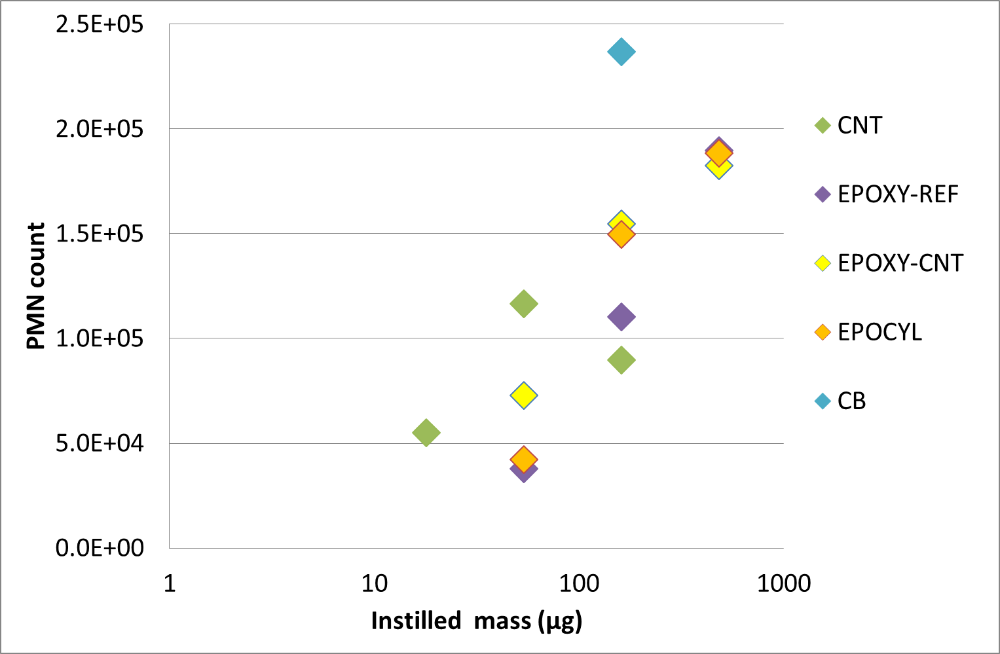 2.5E+05
2.0E+05
1.5E+05
1.0E+05
5.0E+04
0.0E+00
PMN count
1 10 100 1000
Instilled mass (µg)
CNT
EPOXY-REF
EPOXY-CNT
EPOCYL
CB